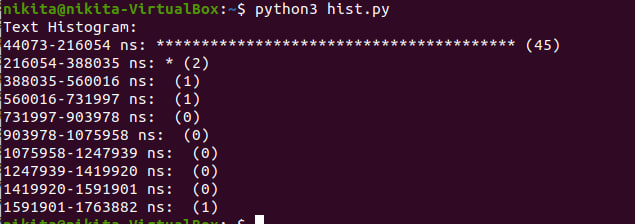 nikita@nikita-VirtualBox:~$ python3 hist.py
Text Histogram:
44073-216054 ns: **************************************** (45)
216054-388035 ns: * (2)
388035-560016 ns:  (1)
560016-731997 ns:  (1)
731997-903978 ns:  (0)
903978-1075958 ns:  (0)
1075958-1247939 ns:  (0)
1247939-1419920 ns:  (0)
1419920-1591901 ns:  (0)
1591901-1763882 ns:  (1)
nikita@nikita-VirtualBox:~$